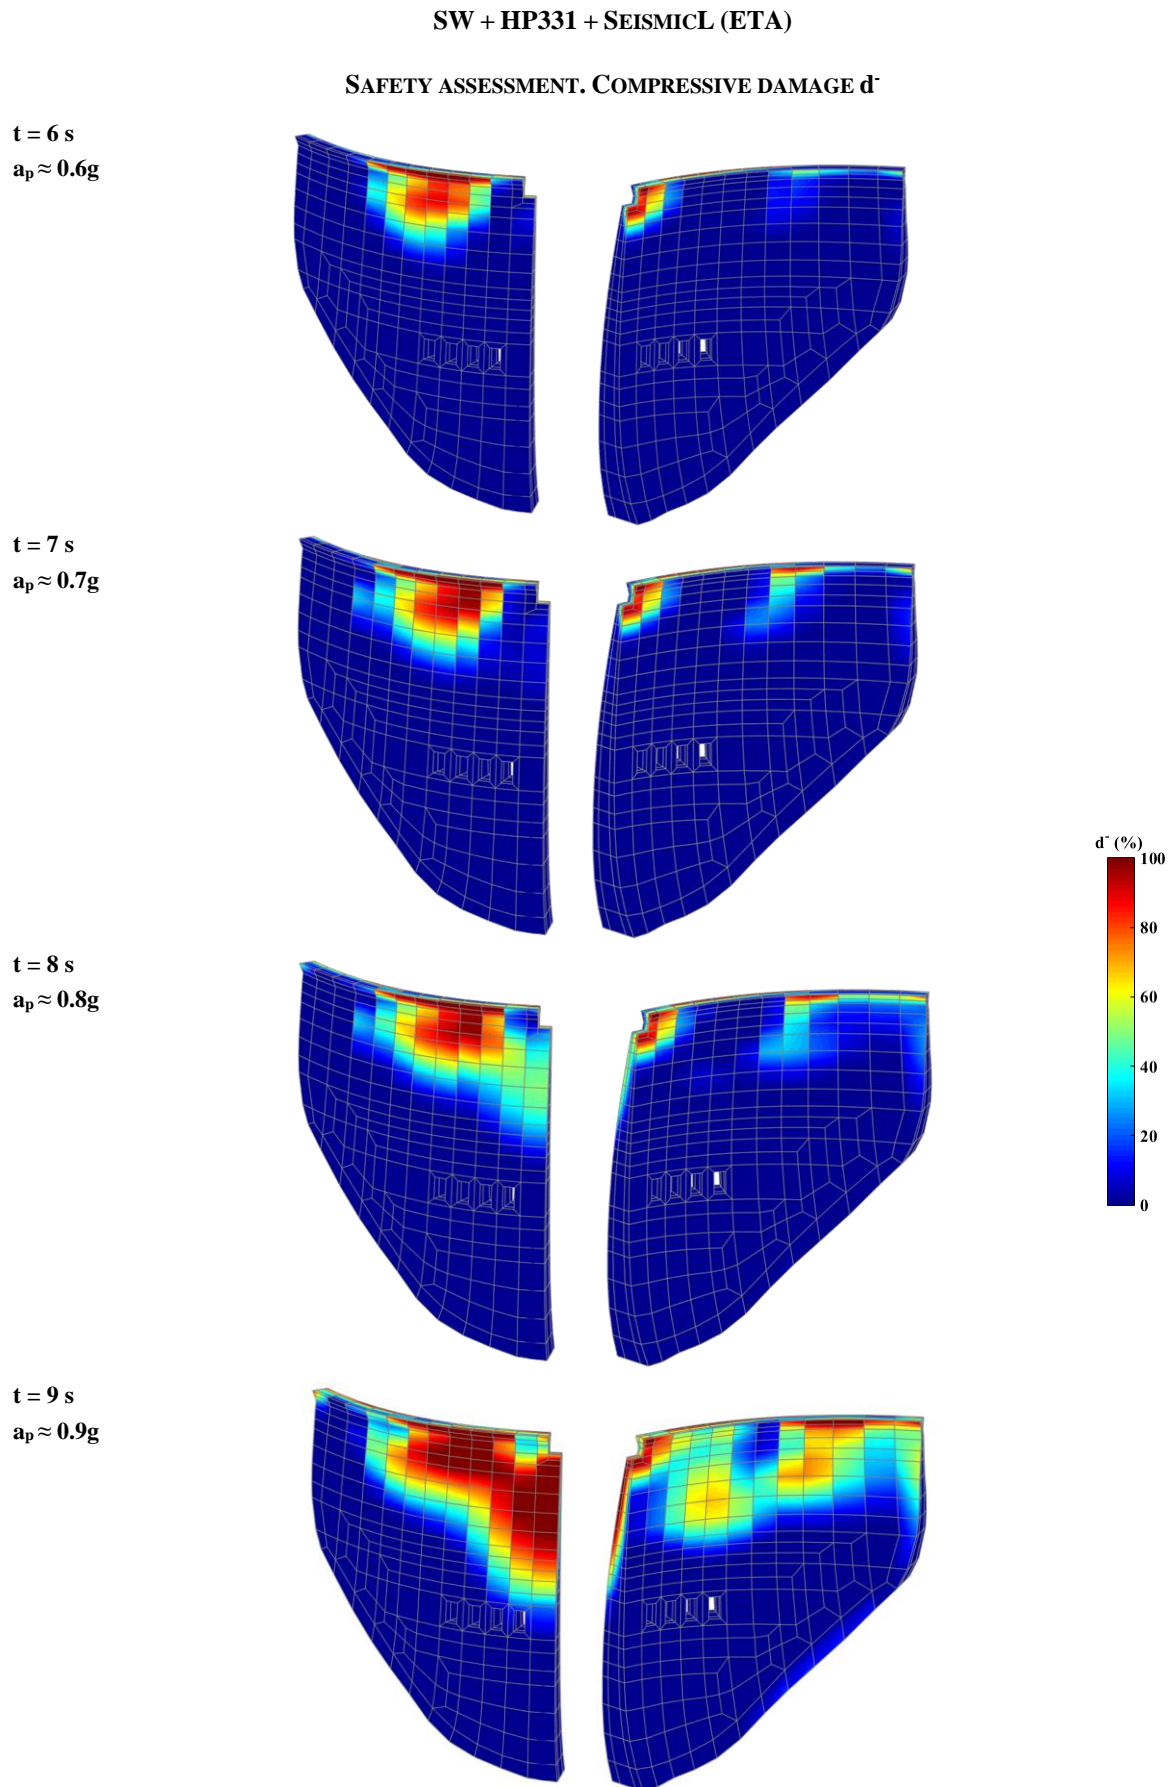 SW + HP331 + SEISMICL (ETA)
SAFETY ASSESSMENT. COMPRESSIVE DAMAGE d⁻
t = 6 s
aₚ ≈ 0.6g
t = 7 s
aₚ ≈ 0.7g
d⁻ (%)
100
80
60
40
20
0
t = 8 s
aₚ ≈ 0.8g
t = 9 s
aₚ ≈ 0.9g